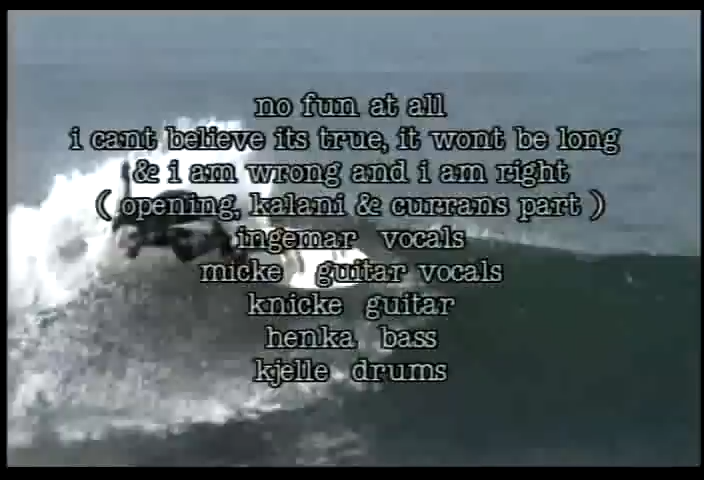 no fun at all
i cant believe its true, it wont be long
& i am wrong and i am right
( opening, kalani & currans part )
ingemar vocals
micke guitar vocals
knicke guitar
henka bass
kjelle drums